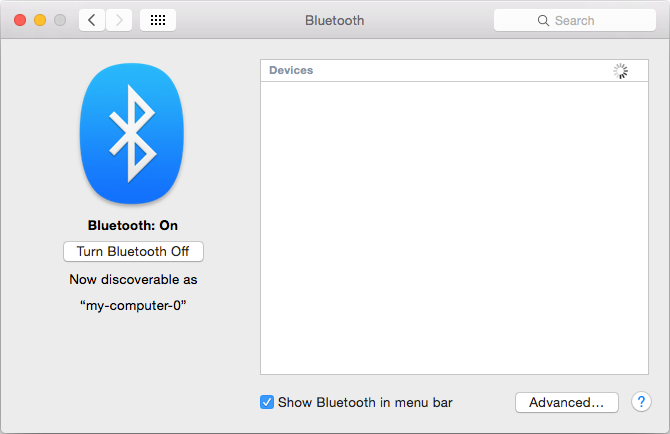 Bluetooth
Search
Devices
Bluetooth: On
Turn Bluetooth Off
Now discoverable as
“my-computer-0”
Show Bluetooth in menu bar
Advanced...
?